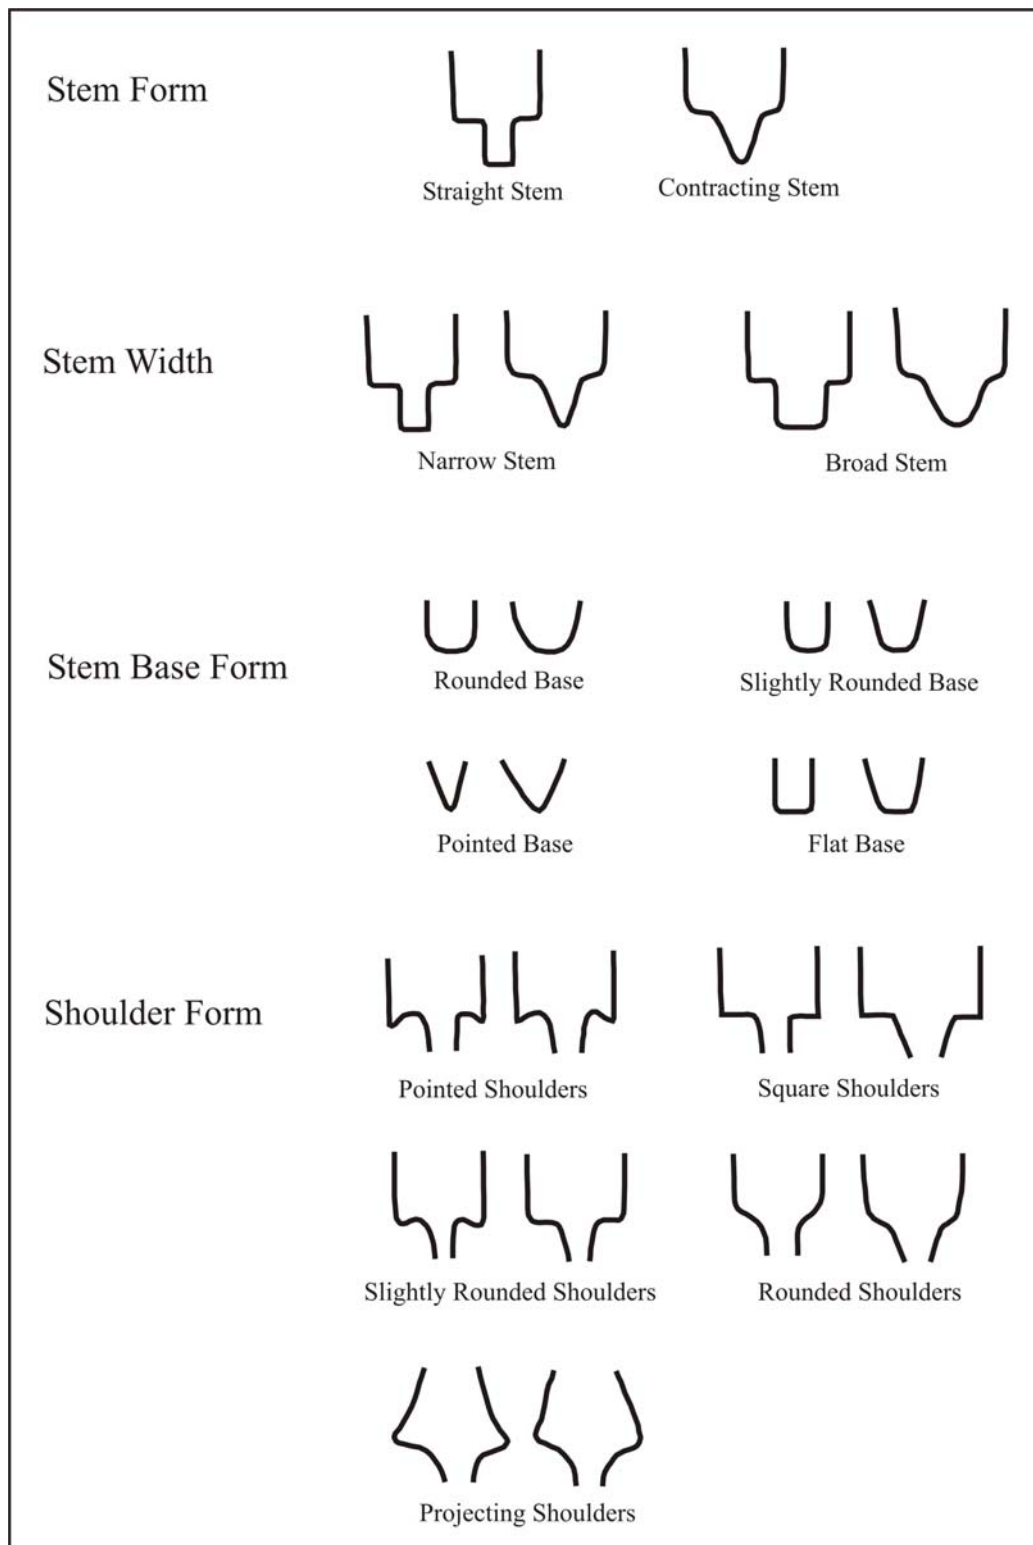 Stem Form
Straight Stem
Contracting Stem
Stem Width
Narrow Stem
Broad Stem
Stem Base Form
Rounded Base
Slightly Rounded Base
Pointed Base
Flat Base
Shoulder Form
Pointed Shoulders
Square Shoulders
Slightly Rounded Shoulders
Rounded Shoulders
Projecting Shoulders